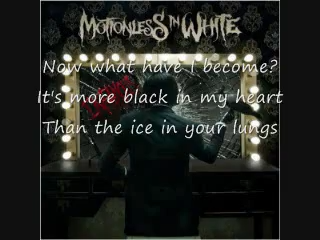 MOTIONLESS IN WHITE
Now what have I become?
It's more black in my heart
Than the ice in your lungs